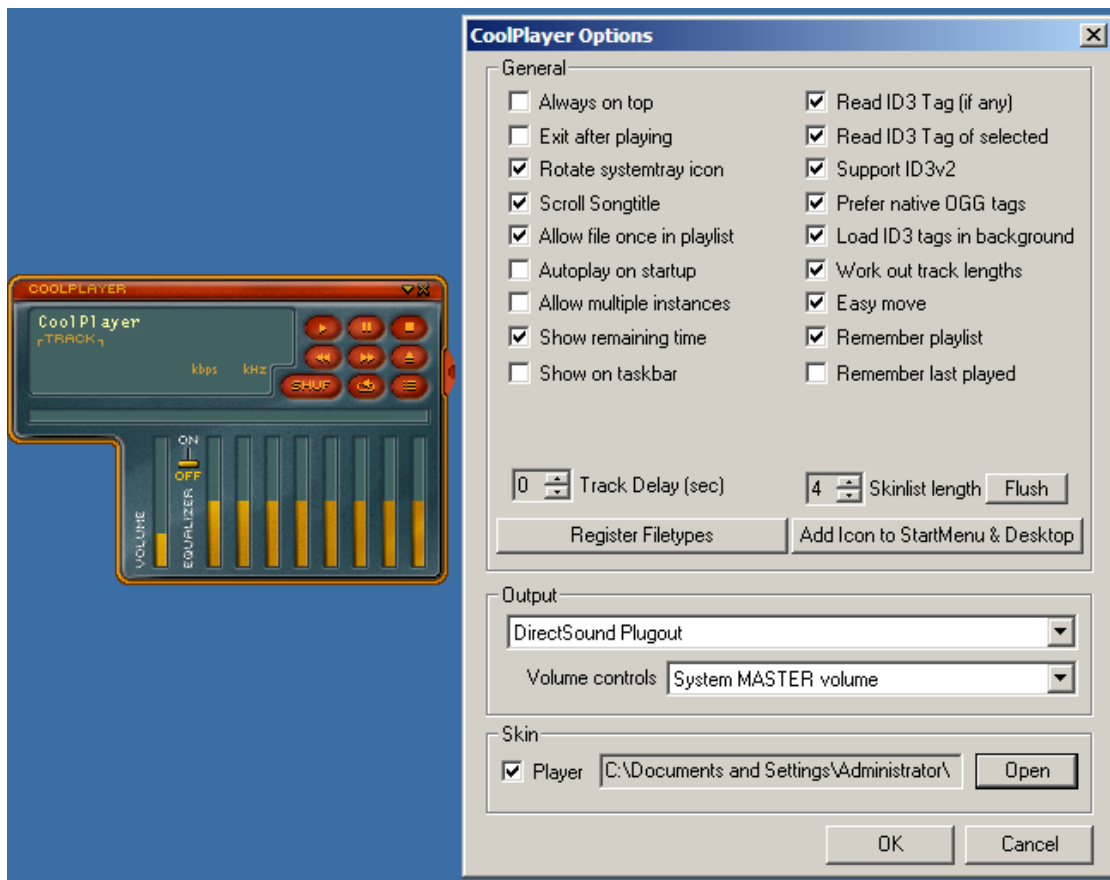 COOLPLAYER
CoolPlayer
TRACK
kbps kHz
SHUF
ON
OFF
VOLUME
EQUALIZER
CoolPlayer Options
General
Always on top
Read ID3 Tag (if any)
Exit after playing
Read ID3 Tag of selected
Rotate systemtray icon
Support ID3v2
Scroll Songtitle
Prefer native OGG tags
Allow file once in playlist
Load ID3 tags in background
Autoplay on startup
Work out track lengths
Allow multiple instances
Easy move
Show remaining time
Remember playlist
Show on taskbar
Remember last played
0 Track Delay (sec)
4 Skinlist length Flush
Register Filetypes
Add Icon to StartMenu & Desktop
Output
DirectSound Plugout
Volume controls System MASTER volume
Skin
Player C:\Documents and Settings\Administrator\ Open
OK Cancel